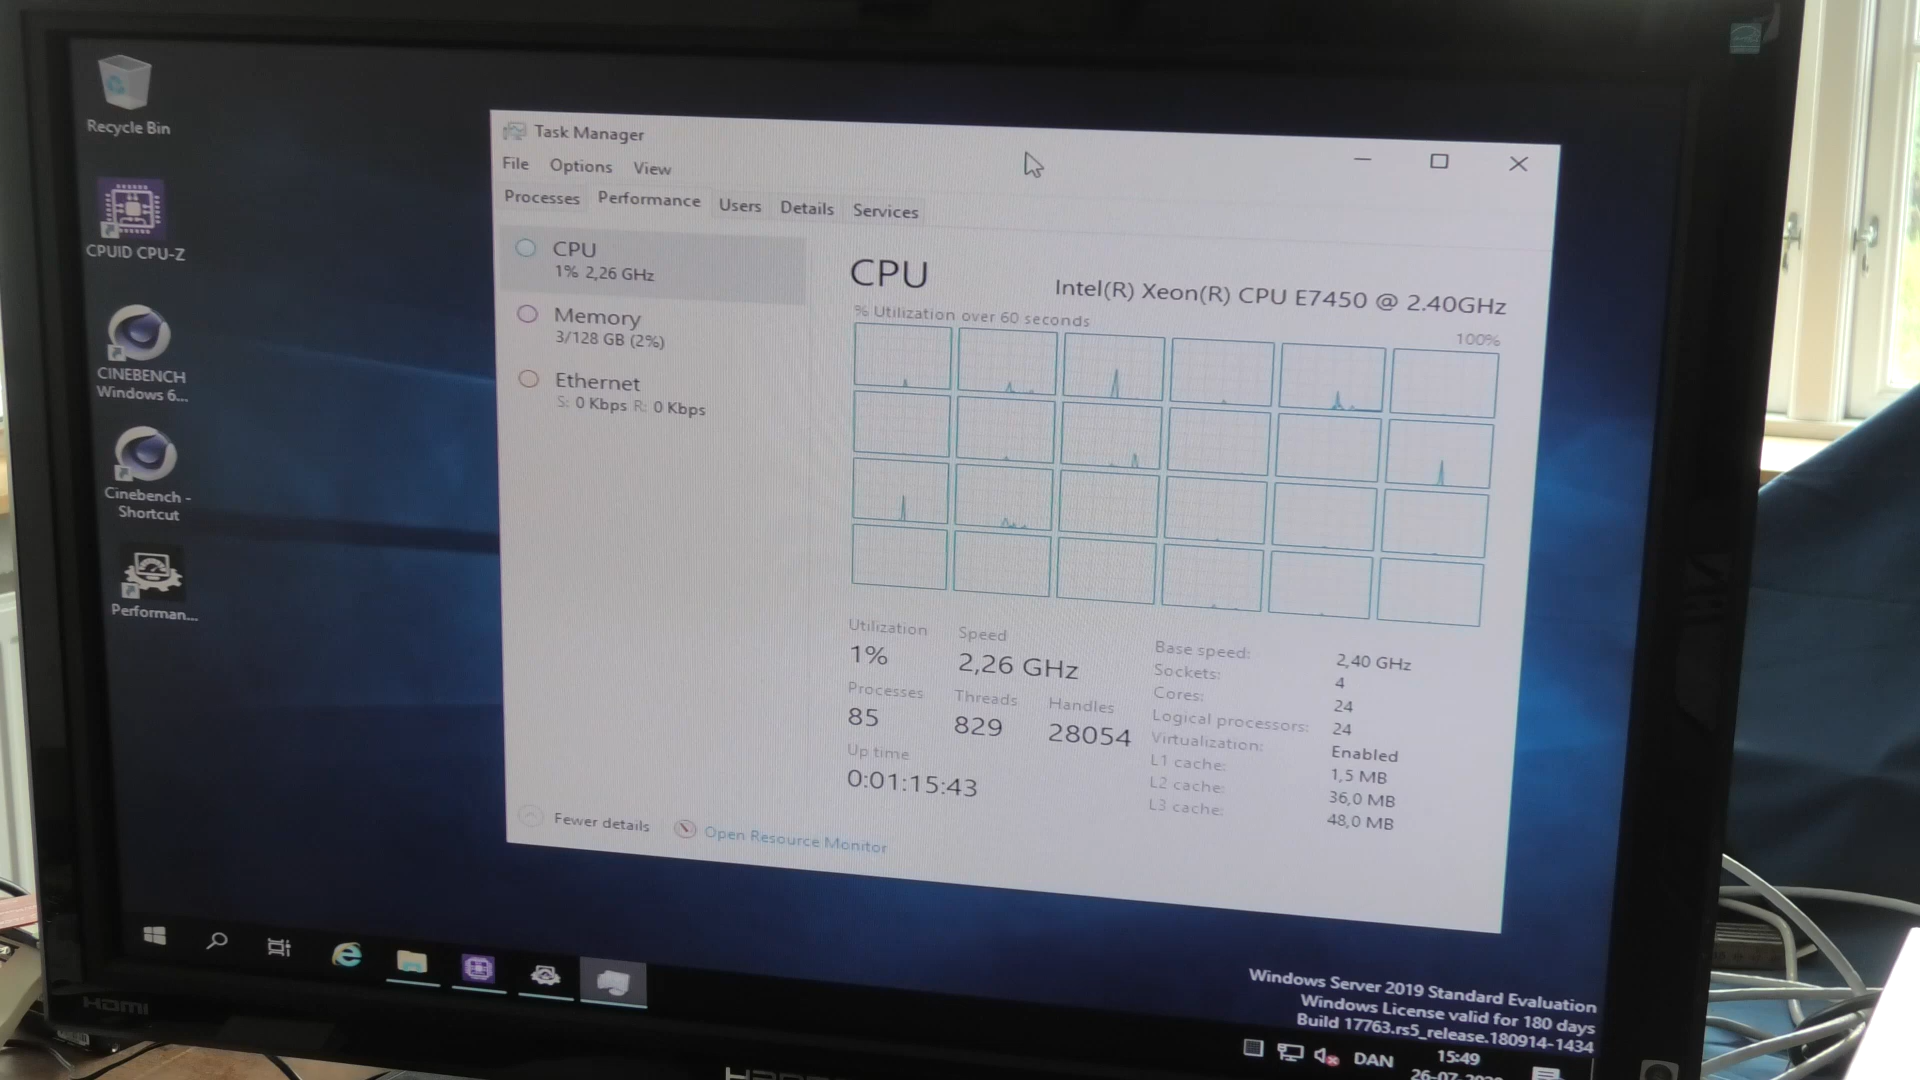 Recycle Bin
CPUID CPU-Z
CINEBENCH
Windows 6...
Cinebench -
Shortcut
Performan...
Task Manager
File Options View
Processes Performance Users Details Services
CPU
1% 2,26 GHz
Memory
3/128 GB (2%)
Ethernet
S: 0 Kbps R: 0 Kbps
CPU
Intel(R) Xeon(R) CPU E7450 @ 2.40GHz
% Utilization over 60 seconds
100%
Utilization Speed
1% 2,26 GHz
Processes Threads Handles
85 829 28054
Up time
0:01:15:43
Base speed: 2,40 GHz
Sockets: 4
Cores: 24
Logical processors: 24
Virtualization: Enabled
L1 cache: 1,5 MB
L2 cache: 36,0 MB
L3 cache: 48,0 MB
Fewer details
Open Resource Monitor
Windows Server 2019 Standard Evaluation
Windows License valid for 180 days
Build 17763.rs5_release.180914-1434
DAN
15:49
HDMI